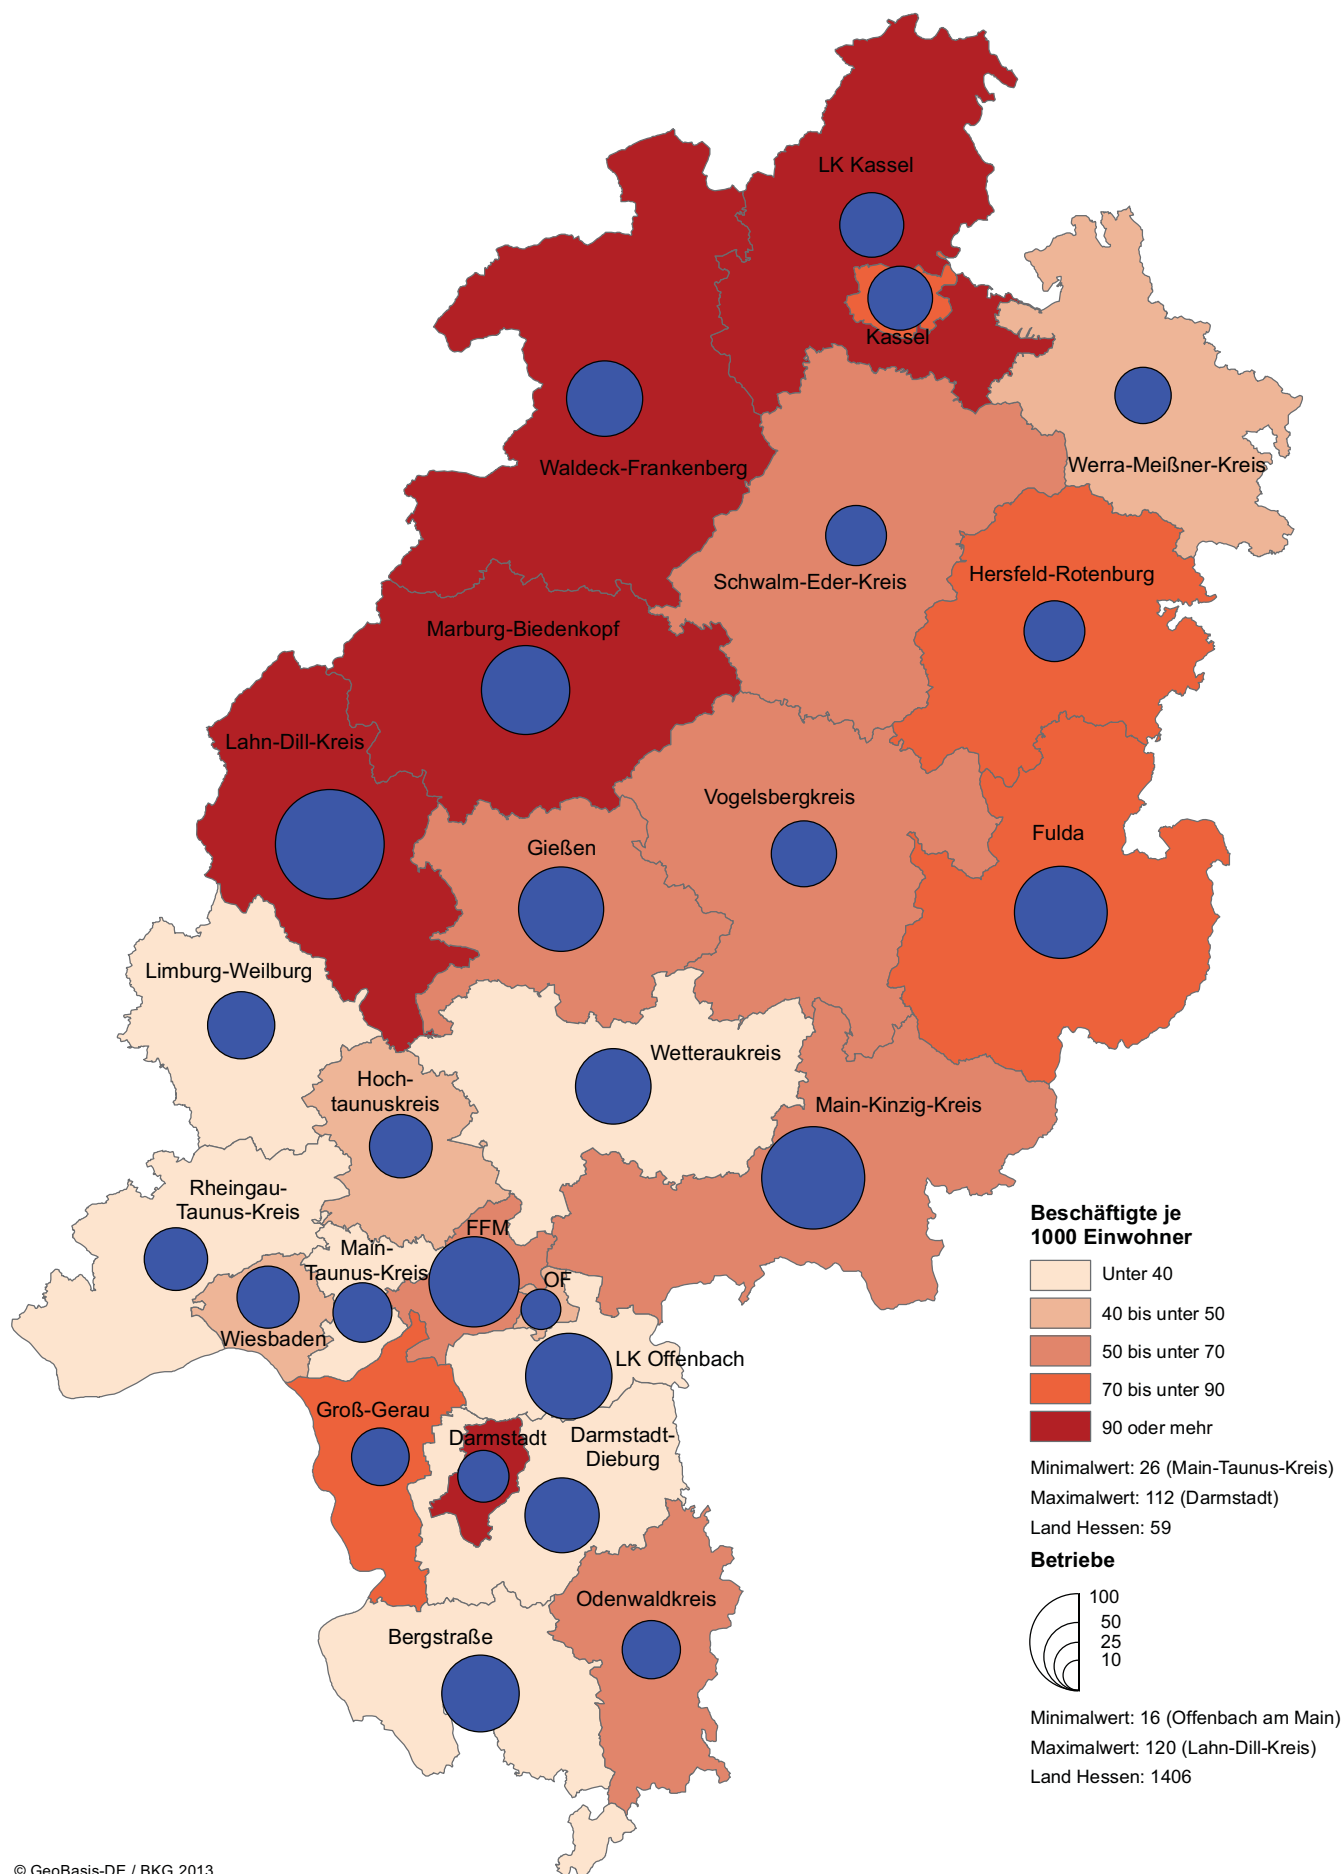 LK Kassel
Kassel
Waldeck-Frankenberg
Werra-Meißner-Kreis
Schwalm-Eder-Kreis
Hersfeld-Rotenburg
Marburg-Biedenkopf
Lahn-Dill-Kreis
Vogelsbergkreis
Gießen
Fulda
Limburg-Weilburg
Wetteraukreis
Hoch-
taunuskreis
Main-Kinzig-Kreis
Rheingau-
Taunus-Kreis
FFM
Main-
Taunus-Kreis
OF
Wiesbaden
LK Offenbach
Groß-Gerau
Darmstadt
Darmstadt-
Dieburg
Odenwaldkreis
Bergstraße
Beschäftigte je
1000 Einwohner
Unter 40
40 bis unter 50
50 bis unter 70
70 bis unter 90
90 oder mehr
Minimalwert: 26 (Main-Taunus-Kreis)
Maximalwert: 112 (Darmstadt)
Land Hessen: 59
Betriebe
100
50
25
10
Minimalwert: 16 (Offenbach am Main)
Maximalwert: 120 (Lahn-Dill-Kreis)
Land Hessen: 1406
© GeoBasis-DE / BKG 2013